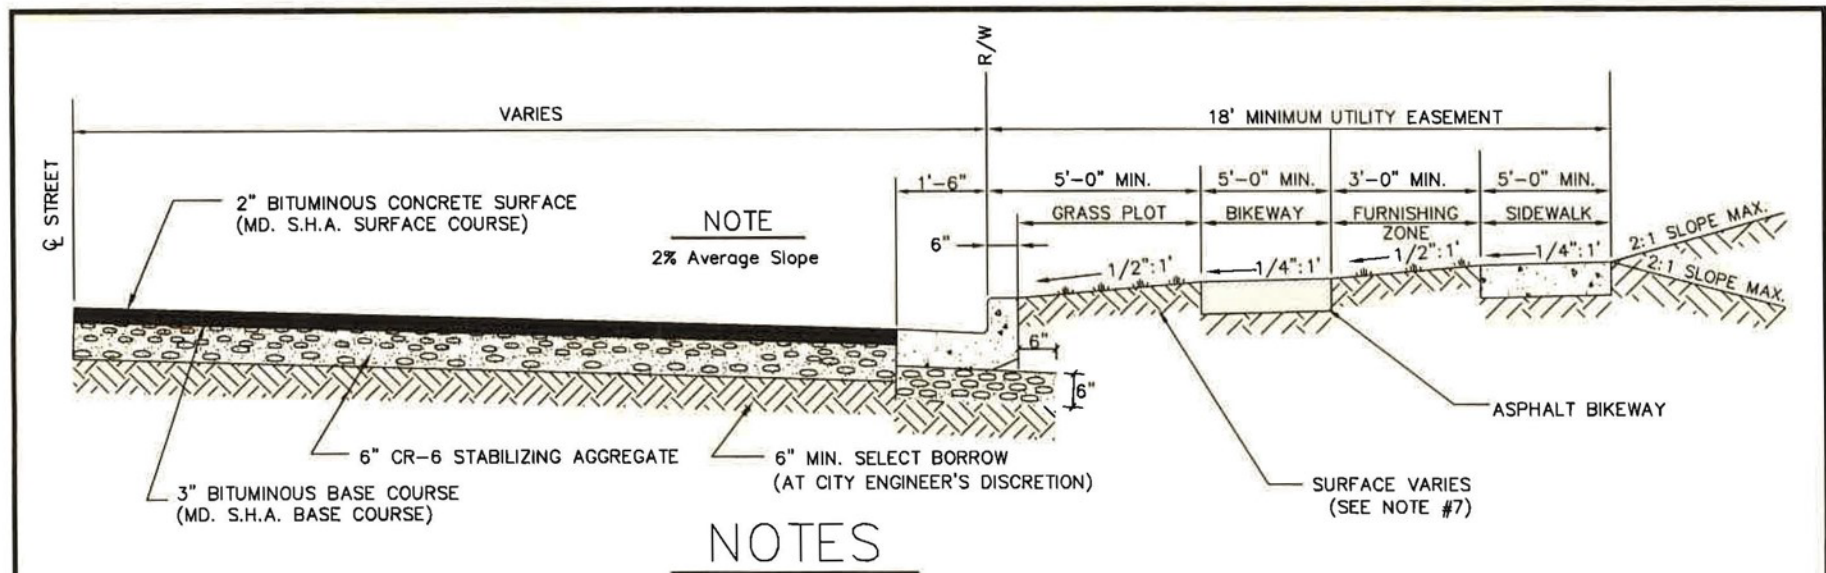 R/W
VARIES
18' MINIMUM UTILITY EASEMENT
℄ STREET
1'-6"
5'-0" MIN.
5'-0" MIN.
3'-0" MIN.
5'-0" MIN.
2" BITUMINOUS CONCRETE SURFACE
(MD. S.H.A. SURFACE COURSE)
NOTE
2% Average Slope
GRASS PLOT
BIKEWAY
FURNISHING
ZONE
SIDEWALK
6"
1/2":1'
1/4":1'
1/2":1'
1/4":1'
2:1 SLOPE MAX.
2:1 SLOPE MAX.
6"
6"
ASPHALT BIKEWAY
6" CR-6 STABILIZING AGGREGATE
6" MIN. SELECT BORROW
(AT CITY ENGINEER'S DISCRETION)
3" BITUMINOUS BASE COURSE
(MD. S.H.A. BASE COURSE)
SURFACE VARIES
(SEE NOTE #7)
NOTES